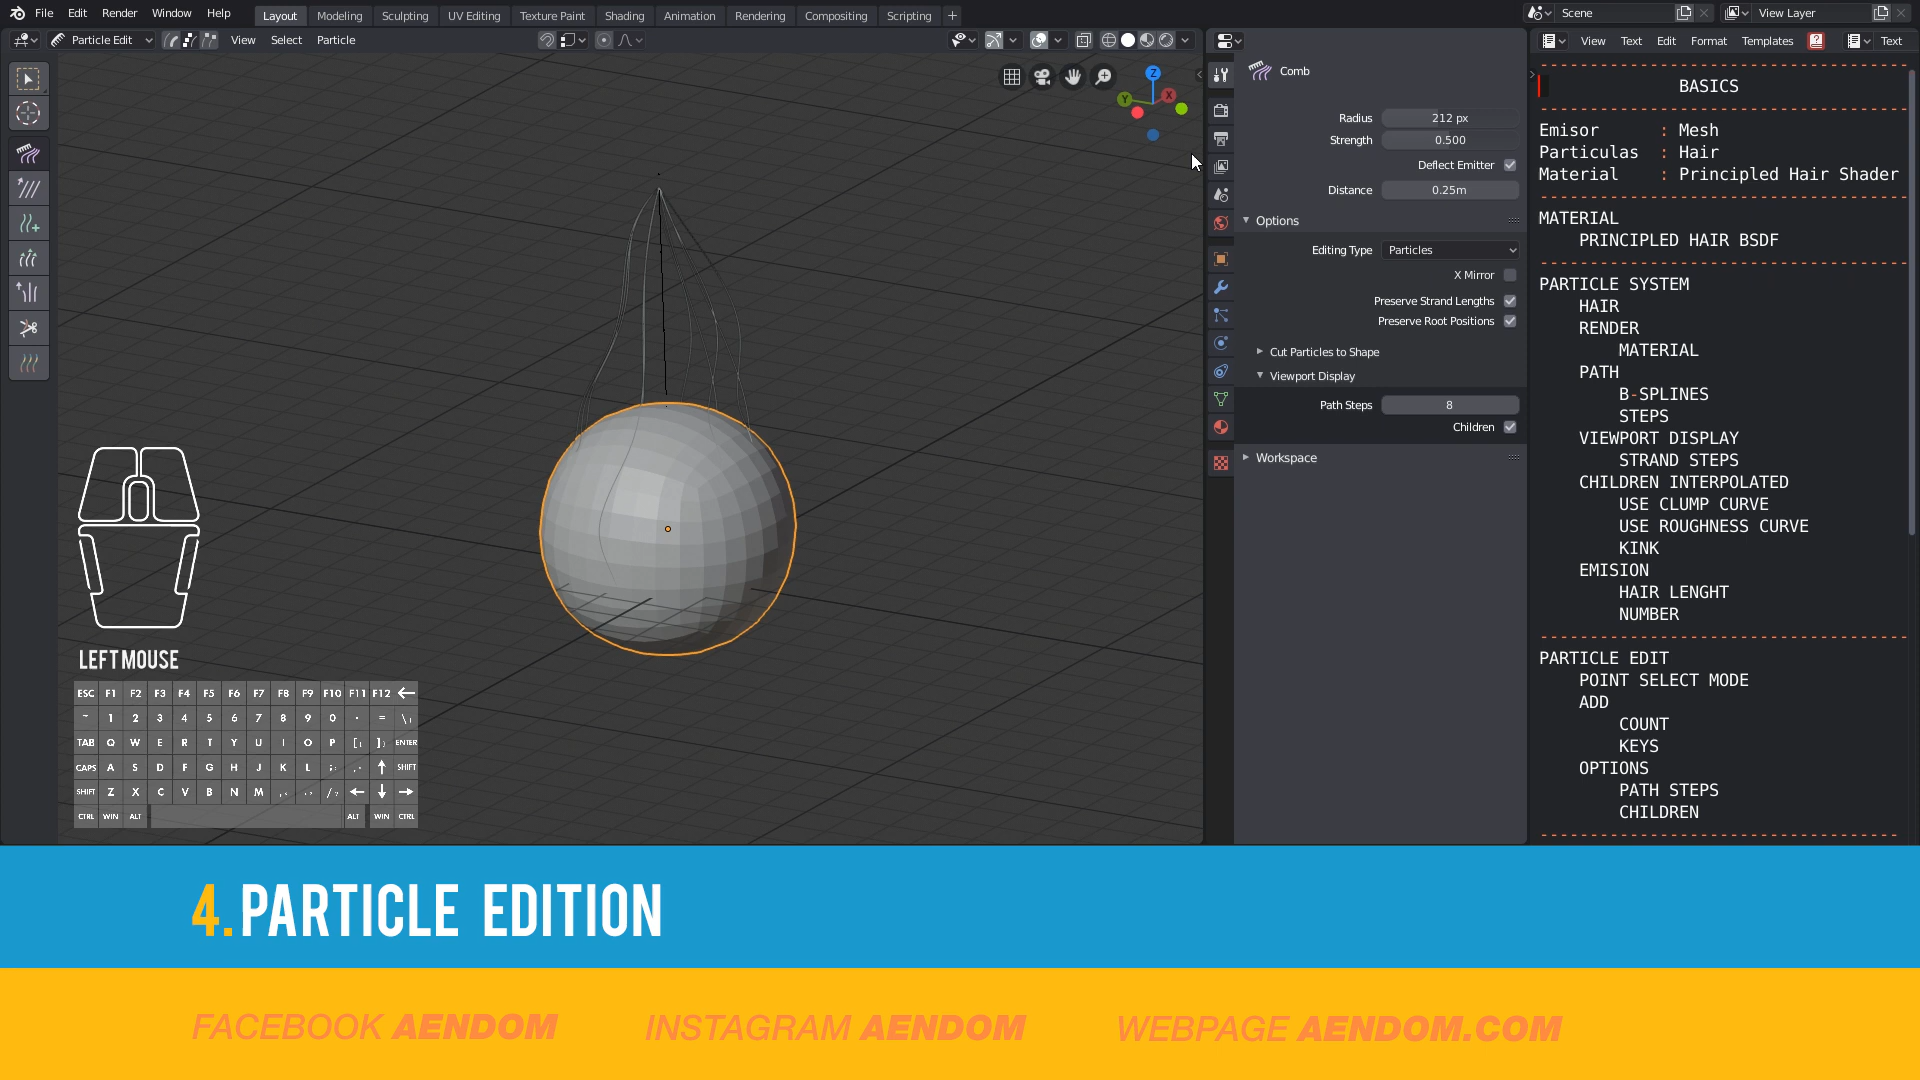 File Edit Render Window Help Layout Modeling Sculpting UV Editing Texture Paint Shading Animation Rendering Compositing Scripting + Scene View Layer
Particle Edit View Select Particle
View Text Edit Format Templates Text
Z
Y
X
Comb
Radius 212 px
Strength 0.500
Deflect Emitter
Distance 0.25m
Options
Editing Type Particles
X Mirror
Preserve Strand Lengths
Preserve Root Positions
Cut Particles to Shape
Viewport Display
Path Steps 8
Children
Workspace
BASICS
Emisor : Mesh
Particulas : Hair
Material : Principled Hair Shader
MATERIAL
PRINCIPLED HAIR BSDF
PARTICLE SYSTEM
HAIR
RENDER
MATERIAL
PATH
B-SPLINES
STEPS
VIEWPORT DISPLAY
STRAND STEPS
CHILDREN INTERPOLATED
USE CLUMP CURVE
USE ROUGHNESS CURVE
KINK
EMISION
HAIR LENGHT
NUMBER
PARTICLE EDIT
POINT SELECT MODE
ADD
COUNT
KEYS
OPTIONS
PATH STEPS
CHILDREN
LEFT MOUSE
ESC F1 F2 F3 F4 F5 F6 F7 F8 F9 F10 F11 F12
1 2 3 4 5 6 7 8 9 0 =
TAB Q W E R T Y U I O P ENTER
CAPS A S D F G H J K L SHIFT
SHIFT Z X C V B N M
CTRL WIN ALT ALT WIN CTRL
4. PARTICLE EDITION
FACEBOOK AENDOM INSTAGRAM AENDOM WEBPAGE AENDOM.COM